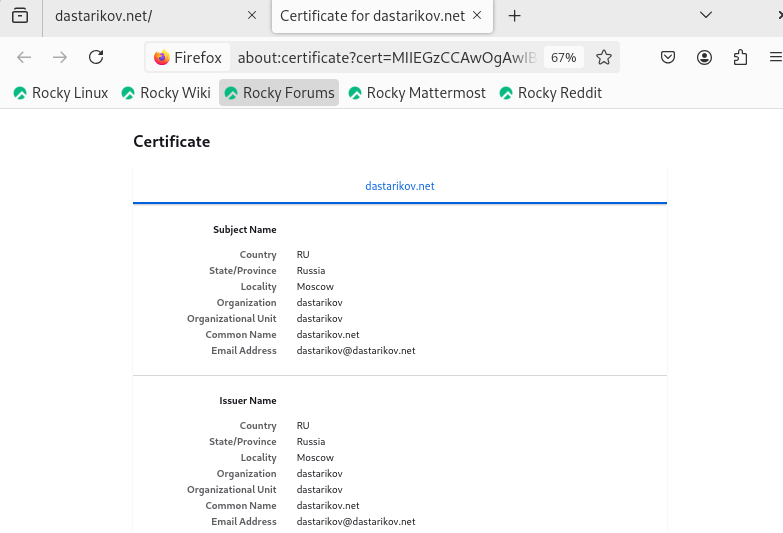 dastarikov.net/
Certificate for dastarikov.net
Firefox about:certificate?cert=MIIEGzCCAwOgAwIB 67%
Rocky Linux Rocky Wiki Rocky Forums Rocky Mattermost Rocky Reddit
Certificate
dastarikov.net
Subject Name
Country RU
State/Province Russia
Locality Moscow
Organization dastarikov
Organizational Unit dastarikov
Common Name dastarikov.net
Email Address dastarikov@dastarikov.net
Issuer Name
Country RU
State/Province Russia
Locality Moscow
Organization dastarikov
Organizational Unit dastarikov
Common Name dastarikov.net
Email Address dastarikov@dastarikov.net